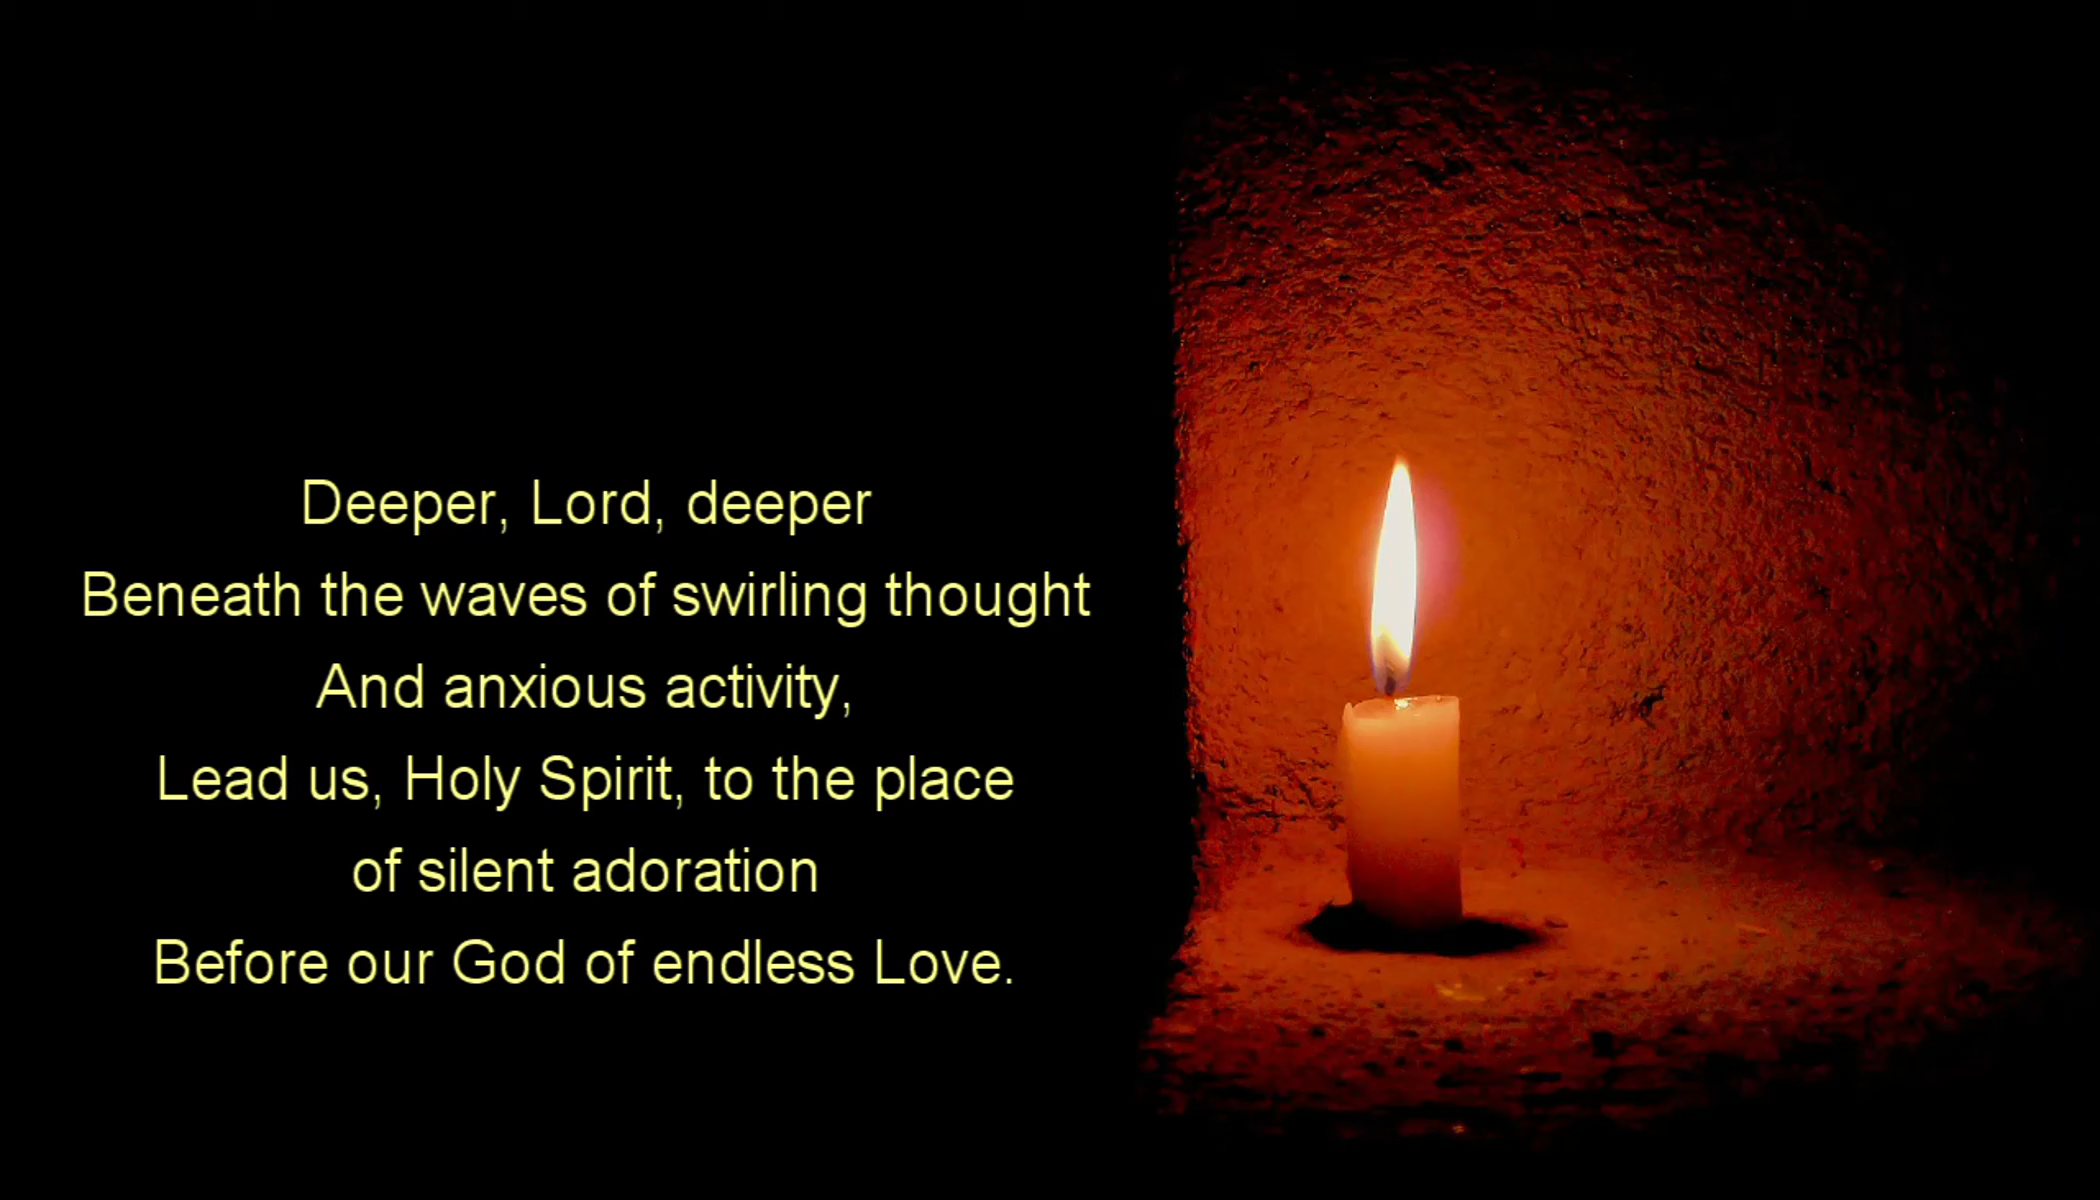 Deeper, Lord, deeper
Beneath the waves of swirling thought
And anxious activity,
Lead us, Holy Spirit, to the place
of silent adoration
Before our God of endless Love.